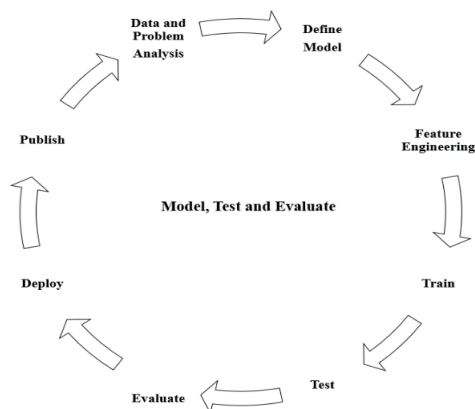 Data and
Problem
Analysis
Define
Model
Feature
Engineering
Train
Test
Evaluate
Deploy
Publish
Model, Test and Evaluate